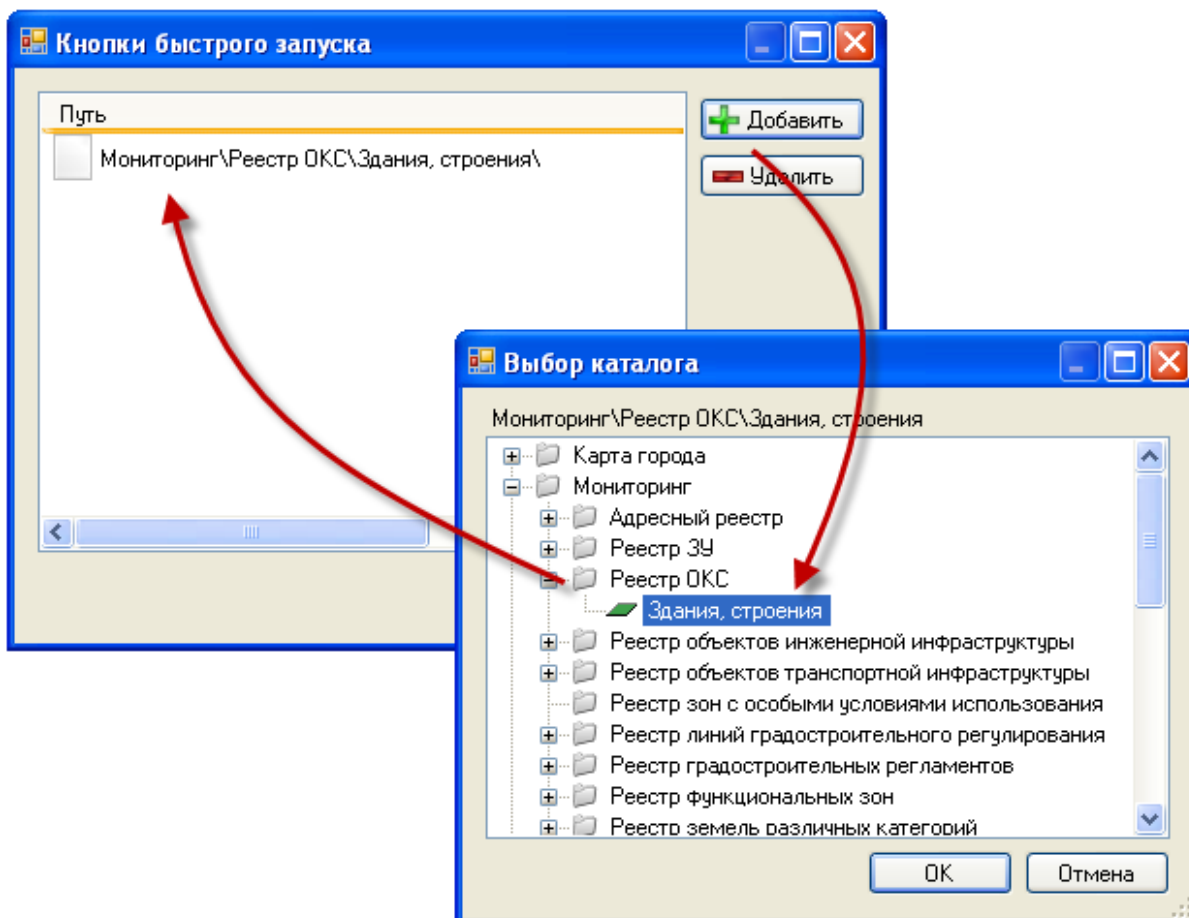 Кнопки быстрого запуска
Путь
Мониторинг\Реестр ОКС\Здания, строения\
Добавить
Удалить
Выбор каталога
Мониторинг\Реестр ОКС\Здания, строения
Карта города
Мониторинг
Адресный реестр
Реестр ЗУ
Реестр ОКС
Здания, строения
Реестр объектов инженерной инфраструктуры
Реестр объектов транспортной инфраструктуры
Реестр зон с особыми условиями использования
Реестр линий градостроительного регулирования
Реестр градостроительных регламентов
Реестр функциональных зон
Реестр земель различных категорий
OK
Отмена